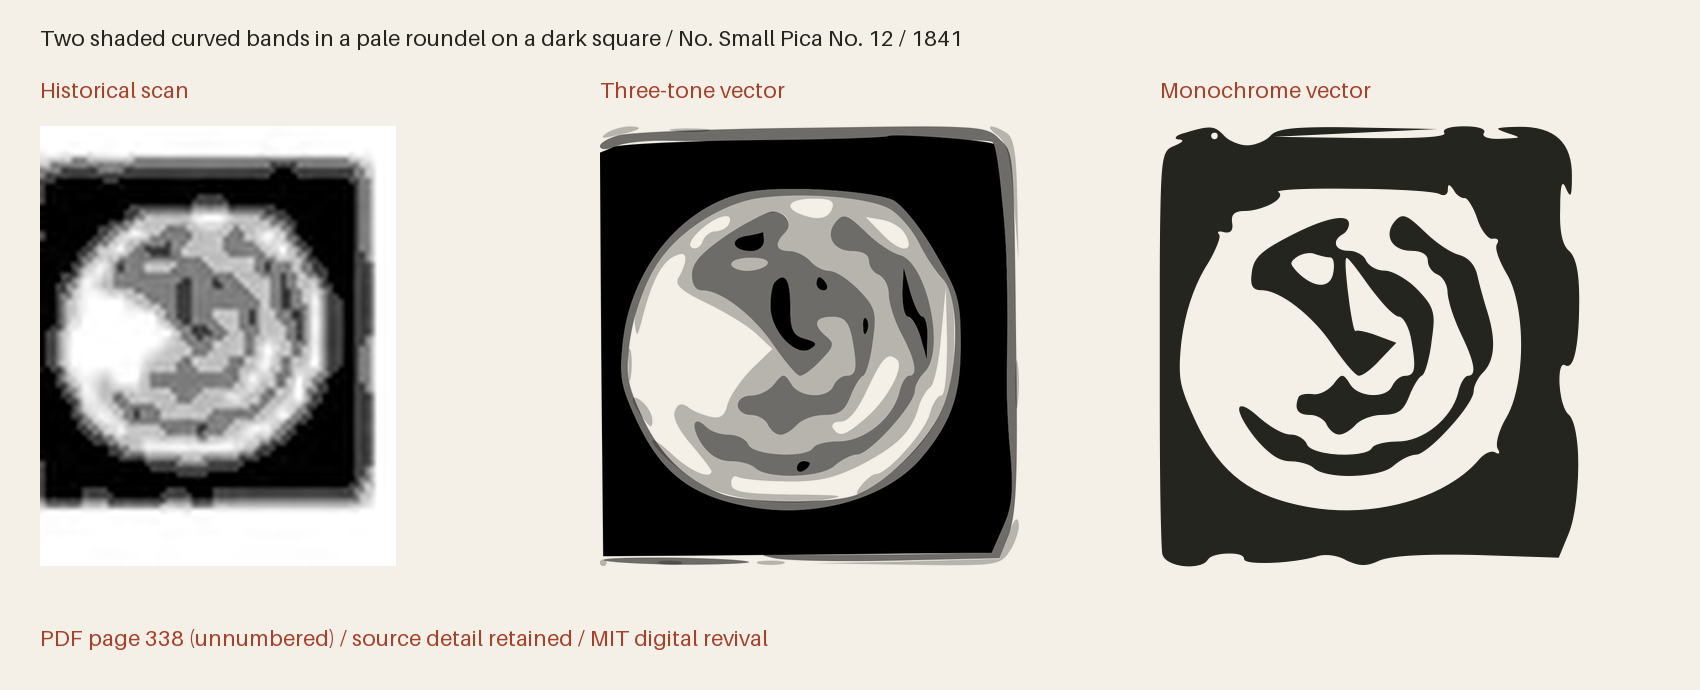 Two shaded curved bands in a pale roundel on a dark square / No. Small Pica No. 12 / 1841
Historical scan
Three-tone vector
Monochrome vector
PDF page 338 (unnumbered) / source detail retained / MIT digital revival